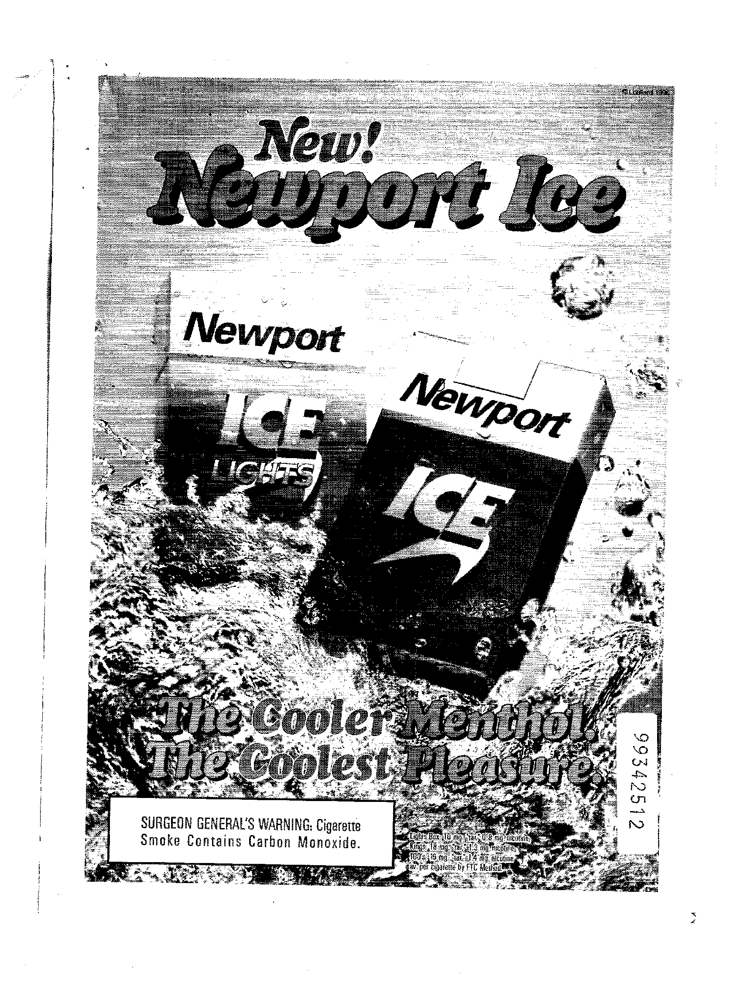 © Lorillard 1996
New!
Newport Ice
Newport
ICE
LIGHTS
Newport
ICE
The Cooler Menthol.
The Coolest Pleasure.
99342512
SURGEON GENERAL'S WARNING: Cigarette
Smoke Contains Carbon Monoxide.
Lights Box: 10 mg. "tar," 0.8 mg. nicotine
Kings: 18 mg. "tar," 1.3 mg. nicotine
100's: 19 mg. "tar," 1.4 mg. nicotine
av. per cigarette by FTC Method.